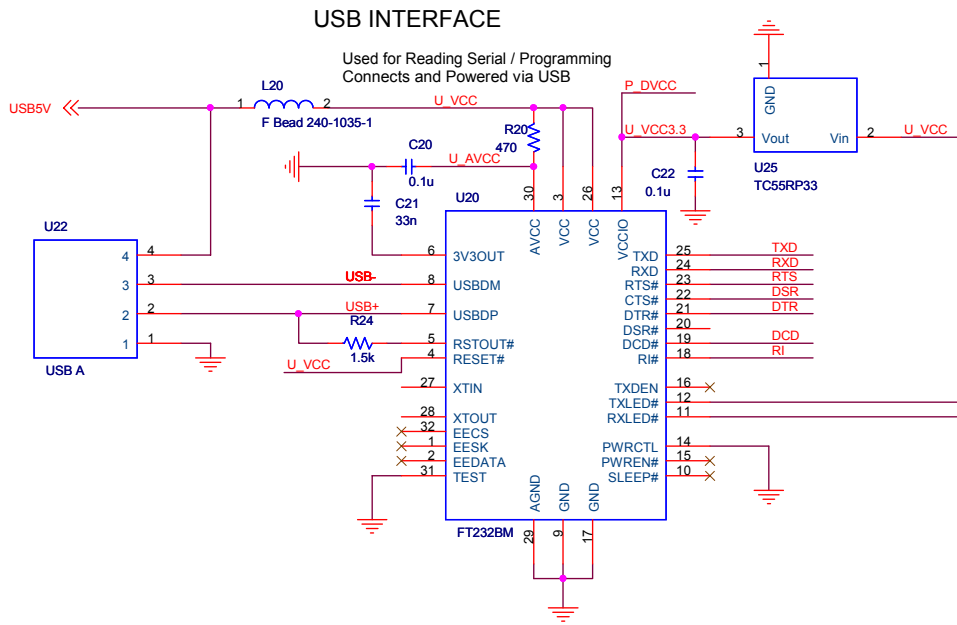 USB INTERFACE
Used for Reading Serial / Programming
Connects and Powered via USB
USB5V
L20
1
2
F Bead 240-1035-1
U_VCC
R20
470
C20
0.1u
U_AVCC
C21
33n
P_DVCC
U_VCC3.3
C22
0.1u
1
GND
3
Vout
Vin
2
U_VCC
U25
TC55RP33
U22
4
4
3
3
2
2
1
1
USB A
USB-
USB+
R24
1.5k
U_VCC
U20
30
AVCC
3
VCC
26
VCC
13
VCCIO
6
3V3OUT
8
USBDM
7
USBDP
5
RSTOUT#
4
RESET#
27
XTIN
28
XTOUT
32
EECS
1
EESK
2
EEDATA
31
TEST
TXD
25
TXD
RXD
24
RXD
RTS#
23
RTS
CTS#
22
DSR
DTR#
21
DTR
DSR#
20
DCD#
19
DCD
RI#
18
RI
TXDEN
16
TXLED#
12
RXLED#
11
PWRCTL
14
PWREN#
15
SLEEP#
10
AGND
29
GND
9
GND
17
FT232BM